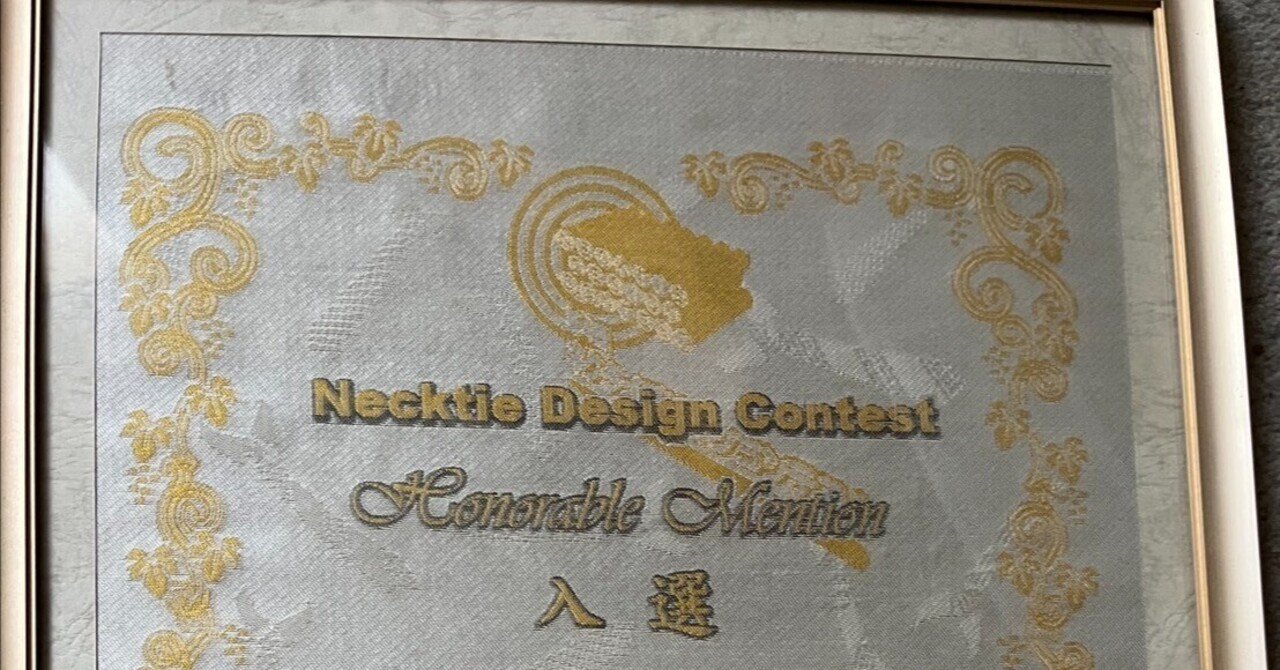 Necktie Design Contest
Honorable Mention
入選